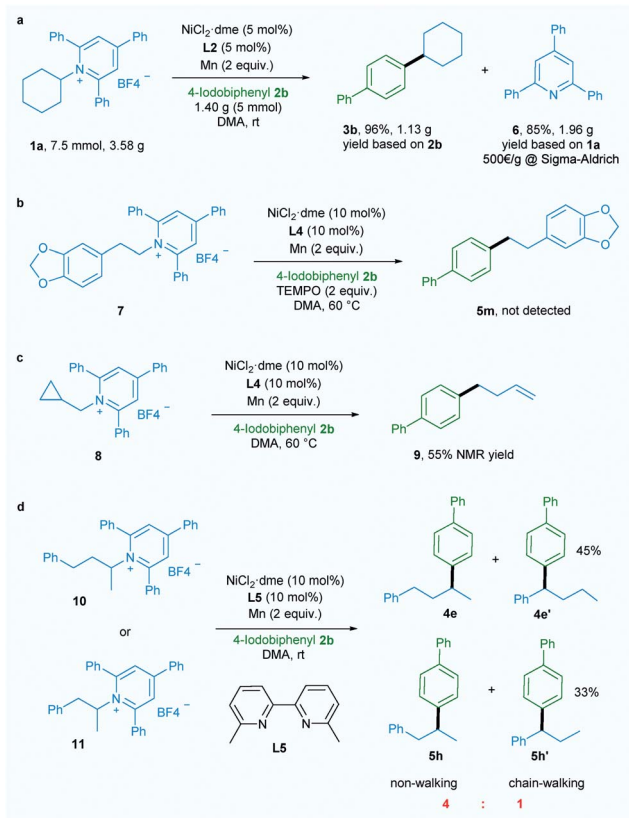 a
Ph
Ph
N
+
BF4 −
Ph
1a, 7.5 mmol, 3.58 g
NiCl2·dme (5 mol%)
L2 (5 mol%)
Mn (2 equiv.)
4-Iodobiphenyl 2b
1.40 g (5 mmol)
DMA, rt
Ph
3b, 96%, 1.13 g
yield based on 2b
+
Ph
Ph
N
Ph
6, 85%, 1.96 g
yield based on 1a
500€/g @ Sigma-Aldrich
b
Ph
Ph
O
O
N
+
BF4 −
Ph
7
NiCl2·dme (10 mol%)
L4 (10 mol%)
Mn (2 equiv.)
4-Iodobiphenyl 2b
TEMPO (2 equiv.)
DMA, 60 °C
O
O
Ph
5m, not detected
c
Ph
Ph
N
+
BF4 −
Ph
8
NiCl2·dme (10 mol%)
L4 (10 mol%)
Mn (2 equiv.)
4-Iodobiphenyl 2b
DMA, 60 °C
Ph
9, 55% NMR yield
d
Ph
Ph
Ph
N
+
BF4 −
Ph
10
or
Ph
Ph
Ph
N
+
BF4 −
Ph
11
NiCl2·dme (10 mol%)
L5 (10 mol%)
Mn (2 equiv.)
4-Iodobiphenyl 2b
DMA, rt
N
N
L5
Ph
Ph
4e
+
Ph
45%
Ph
4e'
Ph
Ph
5h
+
Ph
33%
Ph
5h'
non-walking chain-walking
4 : 1